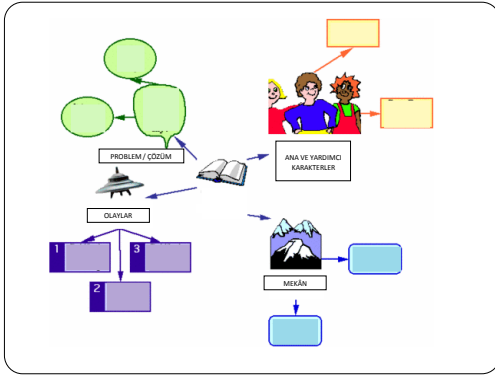 PROBLEM / ÇÖZÜM
ANA VE YARDIMCI
KARAKTERLER
OLAYLAR
1
3
2
MEKÂN